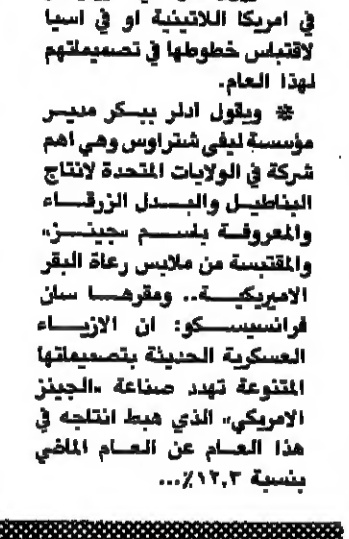 في امريكا اللاتينية او في اسيا
لاقتباس خطوطها في تصميماتهم
لهذا العام.
❊ ويقول ادلر بيكر مدير
مؤسسة ليفي شتراوس وهي اهم
شركة في الولايات المتحدة لانتاج
البناطيل والبدل الزرقاء
والمعروفة باسم «جينز»
والمقتبسة من ملابس رعاة البقر
الاميركية.. ومقرها سان
فرانسيسكو: ان الازياء
العسكرية الحديثة بتصميماتها
المتنوعة تهدد صناعة «الجينز
الامريكي» الذي هبط انتاجه في
هذا العام عن العام الماضي
بنسبة ١٢,٣٪...